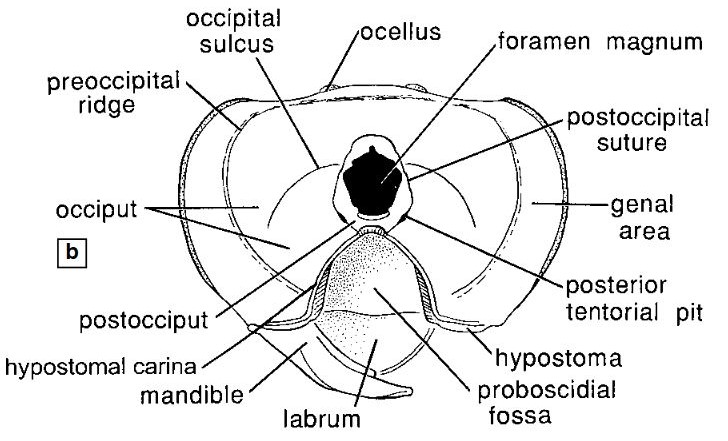 occipital
sulcus
ocellus
foramen magnum
preoccipital
ridge
postoccipital
suture
occiput
genal
area
b
posterior
tentorial pit
postocciput
hypostomal carina
hypostoma
mandible
proboscidial
fossa
labrum